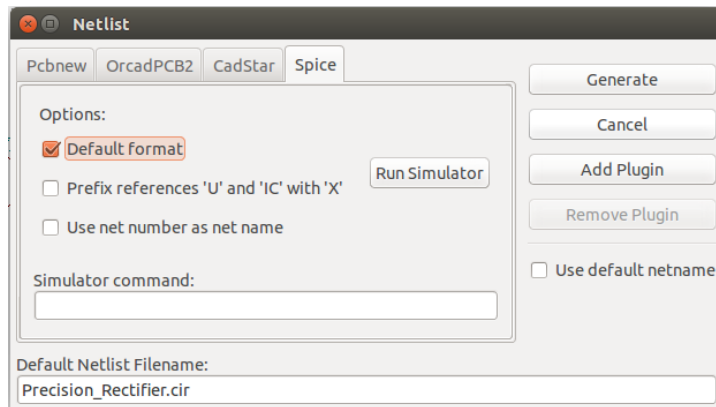 Netlist
Pcbnew OrcadPCB2 CadStar Spice
Options:
Default format
Prefix references 'U' and 'IC' with 'X'
Use net number as net name
Run Simulator
Simulator command:
Generate
Cancel
Add Plugin
Remove Plugin
Use default netname
Default Netlist Filename:
Precision_Rectifier.cir